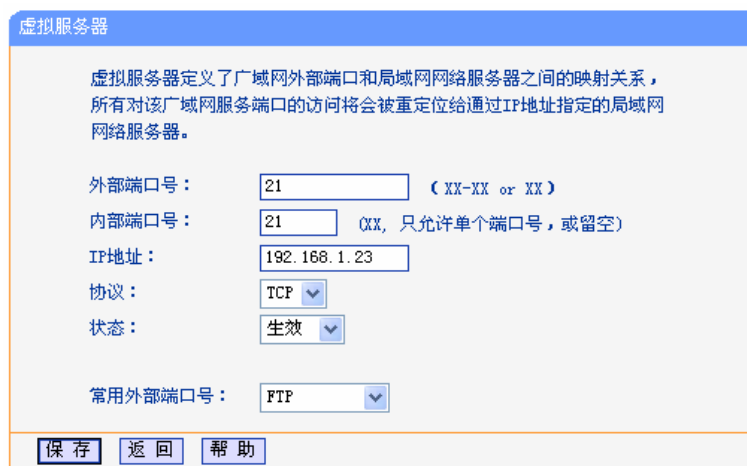 虚拟服务器
虚拟服务器定义了广域网外部端口和局域网网络服务器之间的映射关系，
所有对该广域网服务端口的访问将会被重定位给通过IP地址指定的局域网
网络服务器。
外部端口号： 21 （XX-XX or XX）
内部端口号： 21 （XX, 只允许单个端口号，或留空）
IP地址： 192.168.1.23
协议： TCP
状态： 生效
常用外部端口号： FTP
保 存 返 回 帮 助